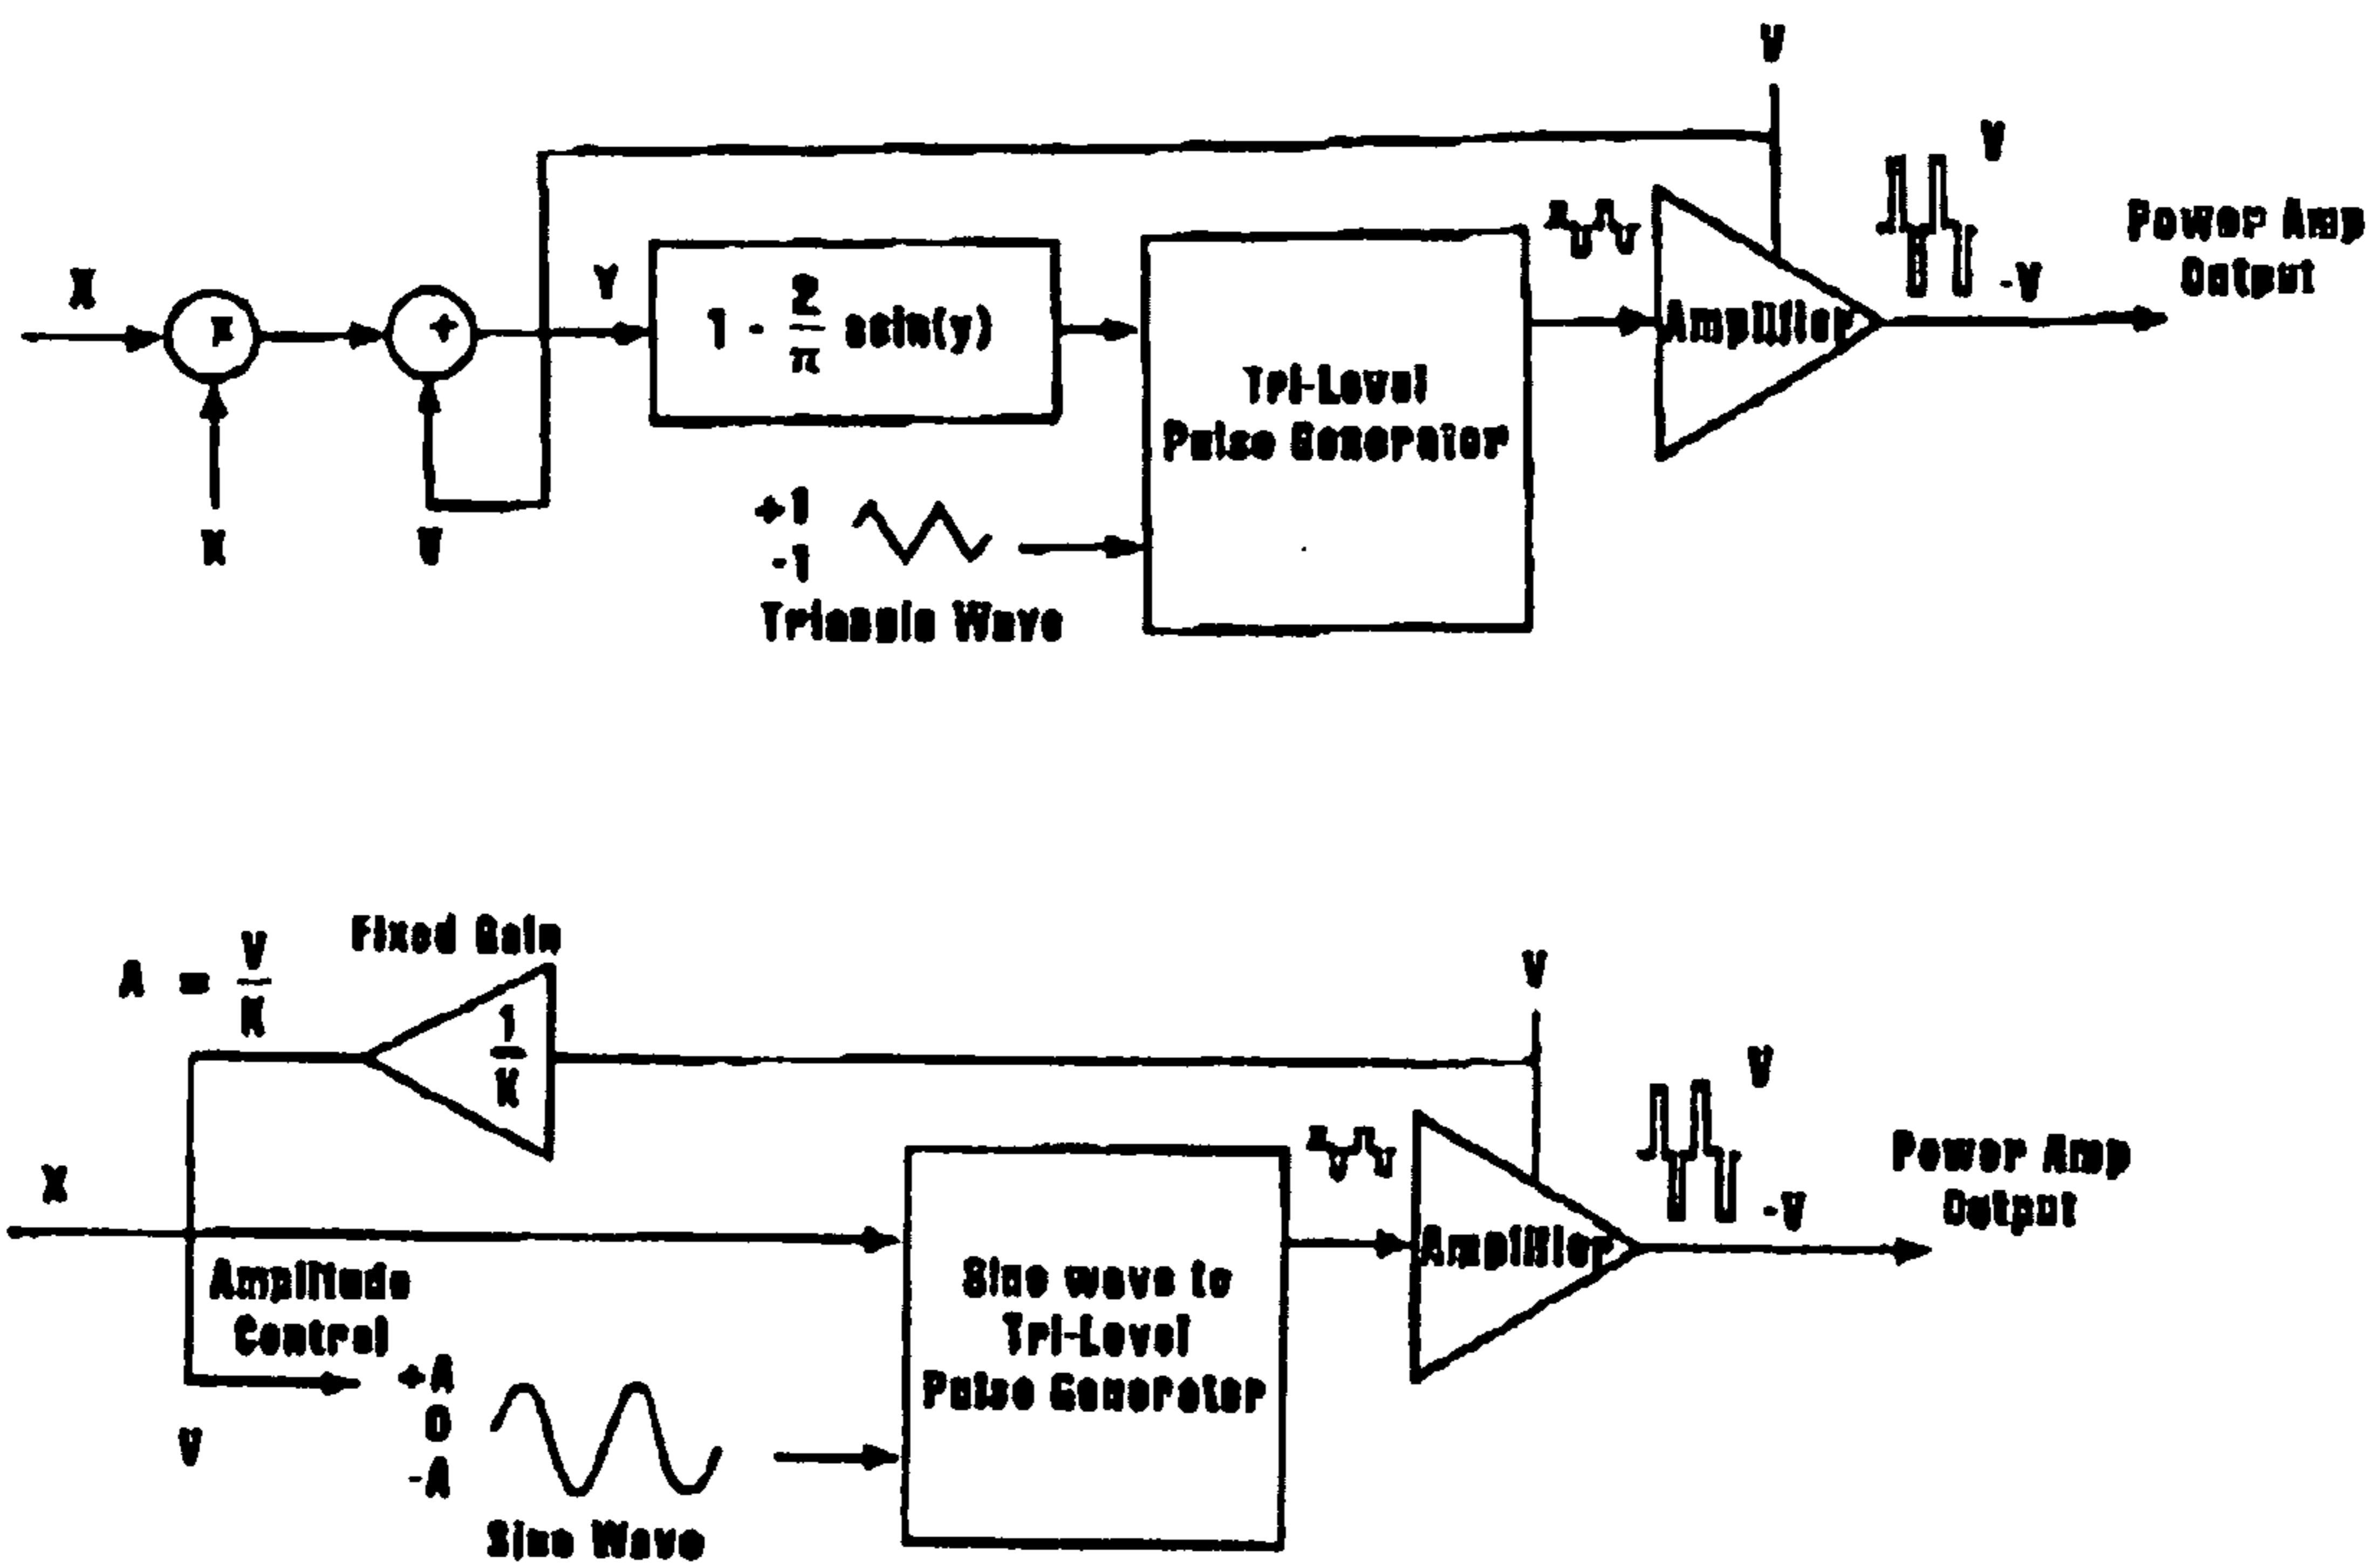 V
V
Power Amp
Output
-V
X
Y
1 - 2/π asin(y)
Amplifier
Tri-Level
Pulse Generator
+1
-1
K
V
Triangle Wave
Fixed Gain
A = V/K
1/K
V
V
X
Power Amp
Output
-V
Amplitude
Control
Sine wave to
Tri-Level
Pulse Generator
Amplifier
+A
0
-A
V
Sine Wave